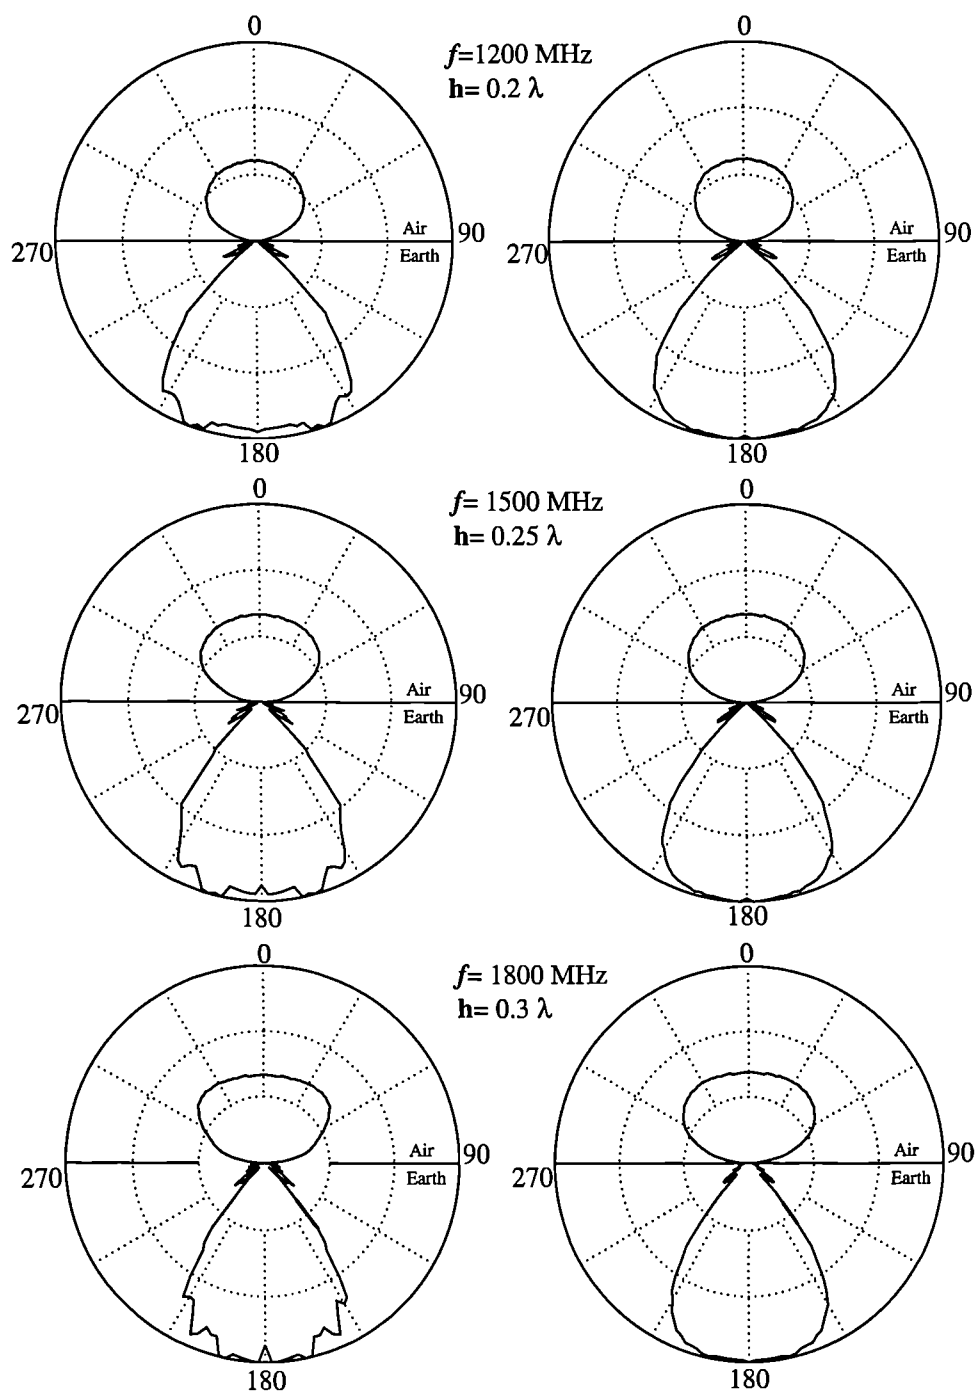 0
0
f=1200 MHz
h= 0.2 λ
Air
90
Air
90
270
Earth
270
Earth
180
180
0
0
f= 1500 MHz
h= 0.25 λ
Air
90
Air
90
270
Earth
270
Earth
180
180
0
0
f= 1800 MHz
h= 0.3 λ
Air
90
Air
90
270
Earth
270
Earth
180
180